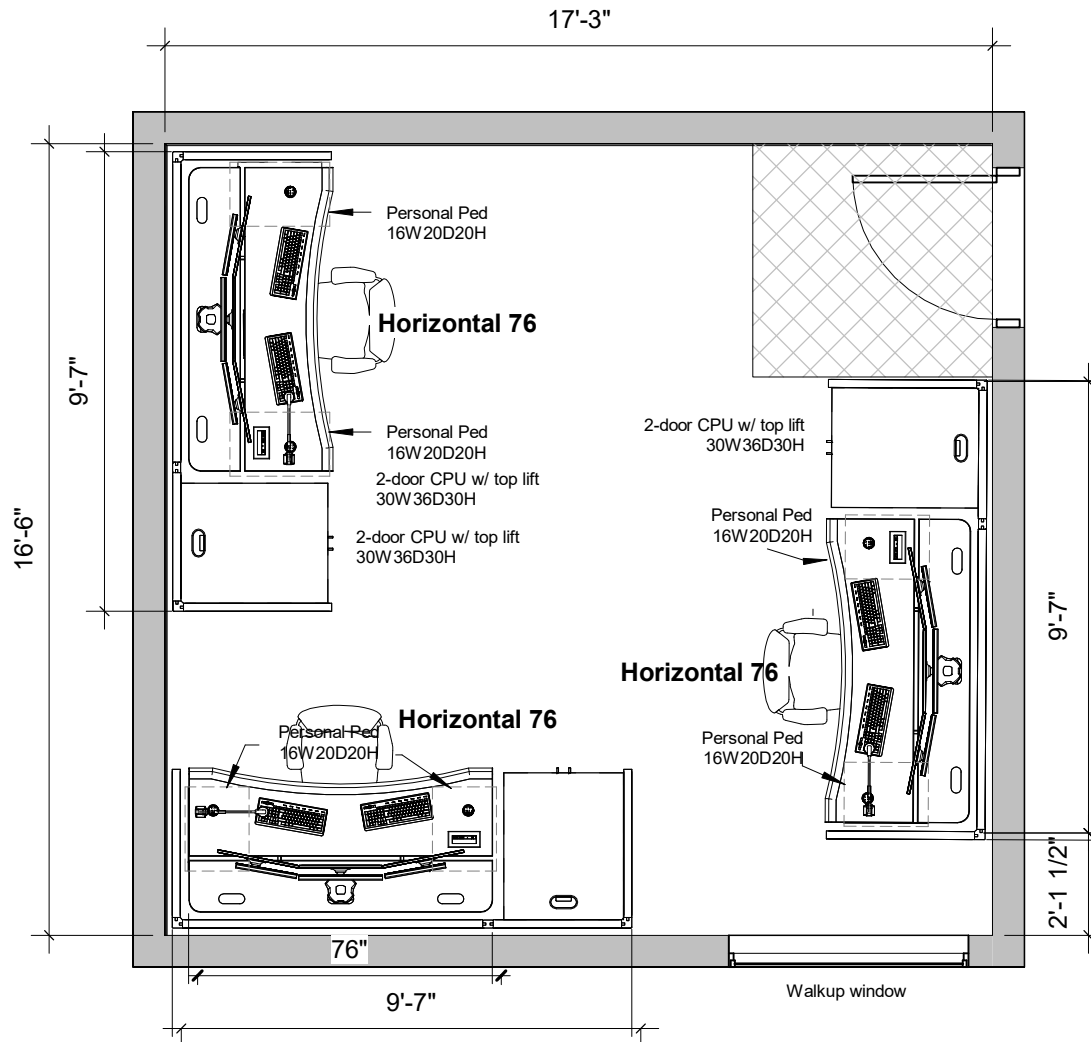 17'-3"
Personal Ped
16W20D20H
Horizontal 76
9'-7"
Personal Ped
16W20D20H
2-door CPU w/ top lift
30W36D30H
2-door CPU w/ top lift
30W36D30H
2-door CPU w/ top lift
30W36D30H
16'-6"
Personal Ped
16W20D20H
9'-7"
Horizontal 76
Horizontal 76
Personal Ped
16W20D20H
Personal Ped
16W20D20H
2'-1 1/2"
76"
9'-7"
Walkup window